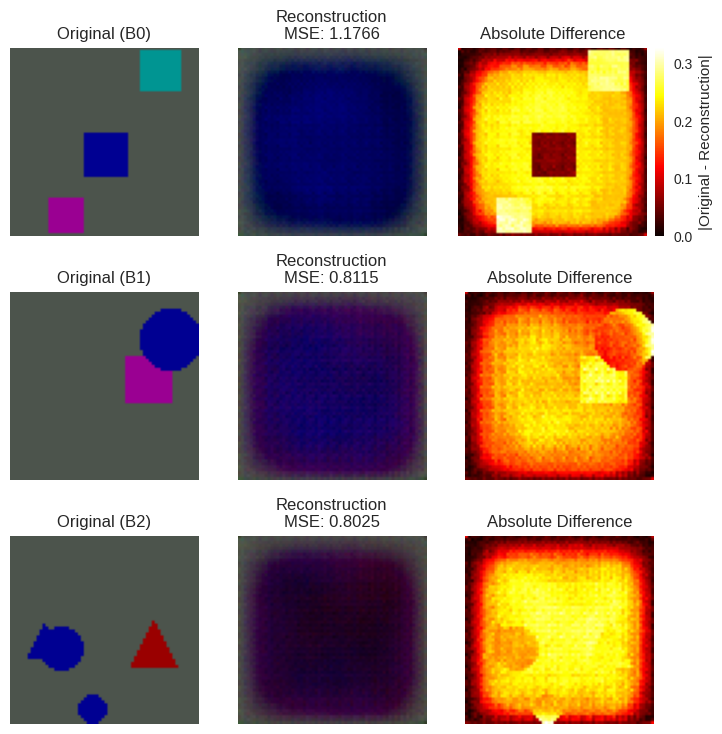 Original (B0)
Reconstruction
MSE: 1.1766
Absolute Difference
0.3
0.2
0.1
0.0
|Original - Reconstruction|
Original (B1)
Reconstruction
MSE: 0.8115
Absolute Difference
Original (B2)
Reconstruction
MSE: 0.8025
Absolute Difference